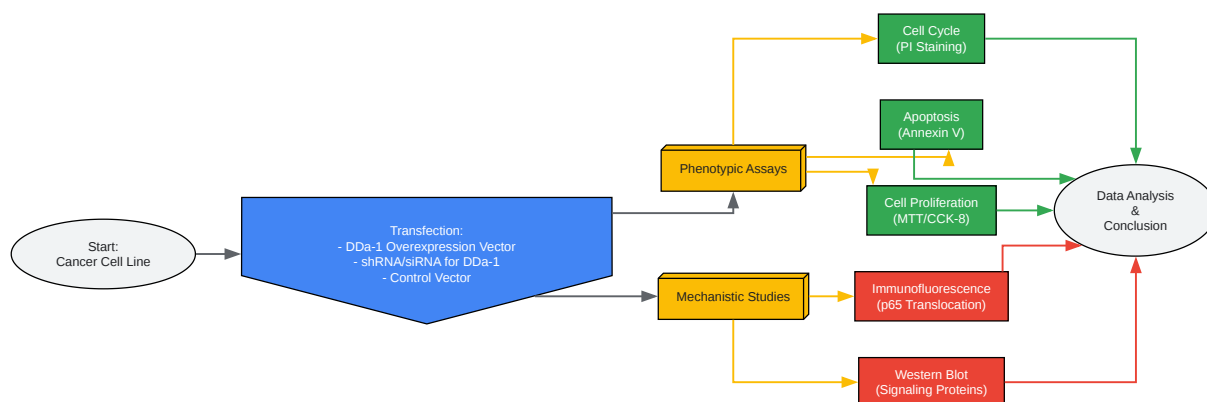 Start:
Cancer Cell Line
Transfection:
- DDa-1 Overexpression Vector
- shRNA/siRNA for DDa-1
- Control Vector
Phenotypic Assays
Mechanistic Studies
Cell Cycle
(PI Staining)
Apoptosis
(Annexin V)
Cell Proliferation
(MTT/CCK-8)
Immunofluorescence
(p65 Translocation)
Western Blot
(Signaling Proteins)
Data Analysis
&
Conclusion